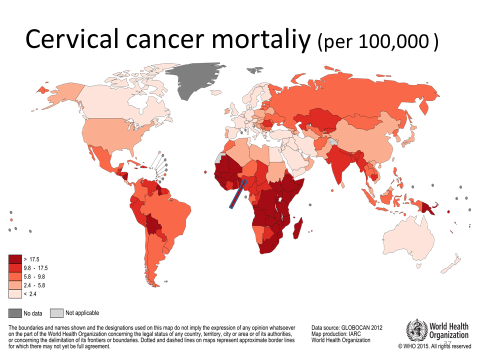 Cervical cancer mortaliy (per 100,000 )
> 17.5
9.8 - 17.5
5.8 - 9.8
2.4 - 5.8
< 2.4
No data
Not applicable
The boundaries and names shown and the designations used on this map do not imply the expression of any opinion whatsoever
on the part of the World Health Organization concerning the legal status of any country, territory, city or area or of its authorities,
or concerning the delimitation of its frontiers or boundaries. Dotted and dashed lines on maps represent approximate border lines
for which there may not yet be full agreement.
Data source: GLOBOCAN 2012
Map production: IARC
World Health Organization
World Health
Organization
© WHO 2015. All rights reserved